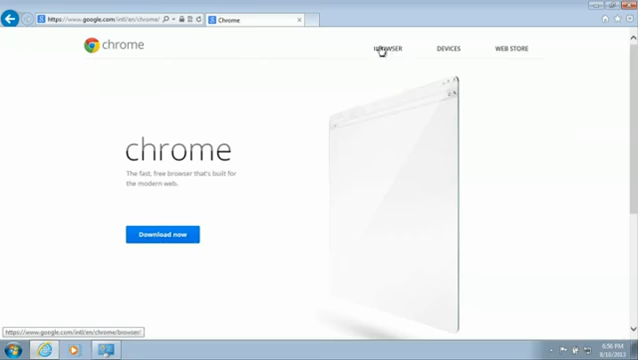 https://www.google.com/intl/en/chrome/
Chrome
chrome
BROWSER
DEVICES
WEB STORE
chrome
The fast, free browser that's built for
the modern web.
Download now
https://www.google.com/intl/en/chrome/browser/
6:56 PM
8/10/2013